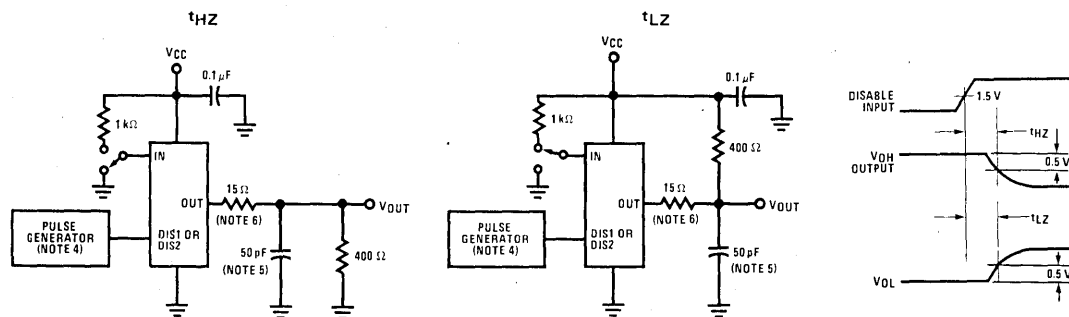 tHZ
VCC
0.1 μF
1 kΩ
IN
OUT
15 Ω
(NOTE 6)
VOUT
PULSE
GENERATOR
(NOTE 4)
DIS1 OR
DIS2
50 pF
(NOTE 5)
400 Ω
tLZ
VCC
0.1 μF
1 kΩ
400 Ω
IN
OUT
15 Ω
(NOTE 6)
VOUT
PULSE
GENERATOR
(NOTE 4)
DIS1 OR
DIS2
50 pF
(NOTE 5)
DISABLE
INPUT
1.5 V
tHZ
VOH
OUTPUT
0.5 V
tLZ
VOL
0.5 V